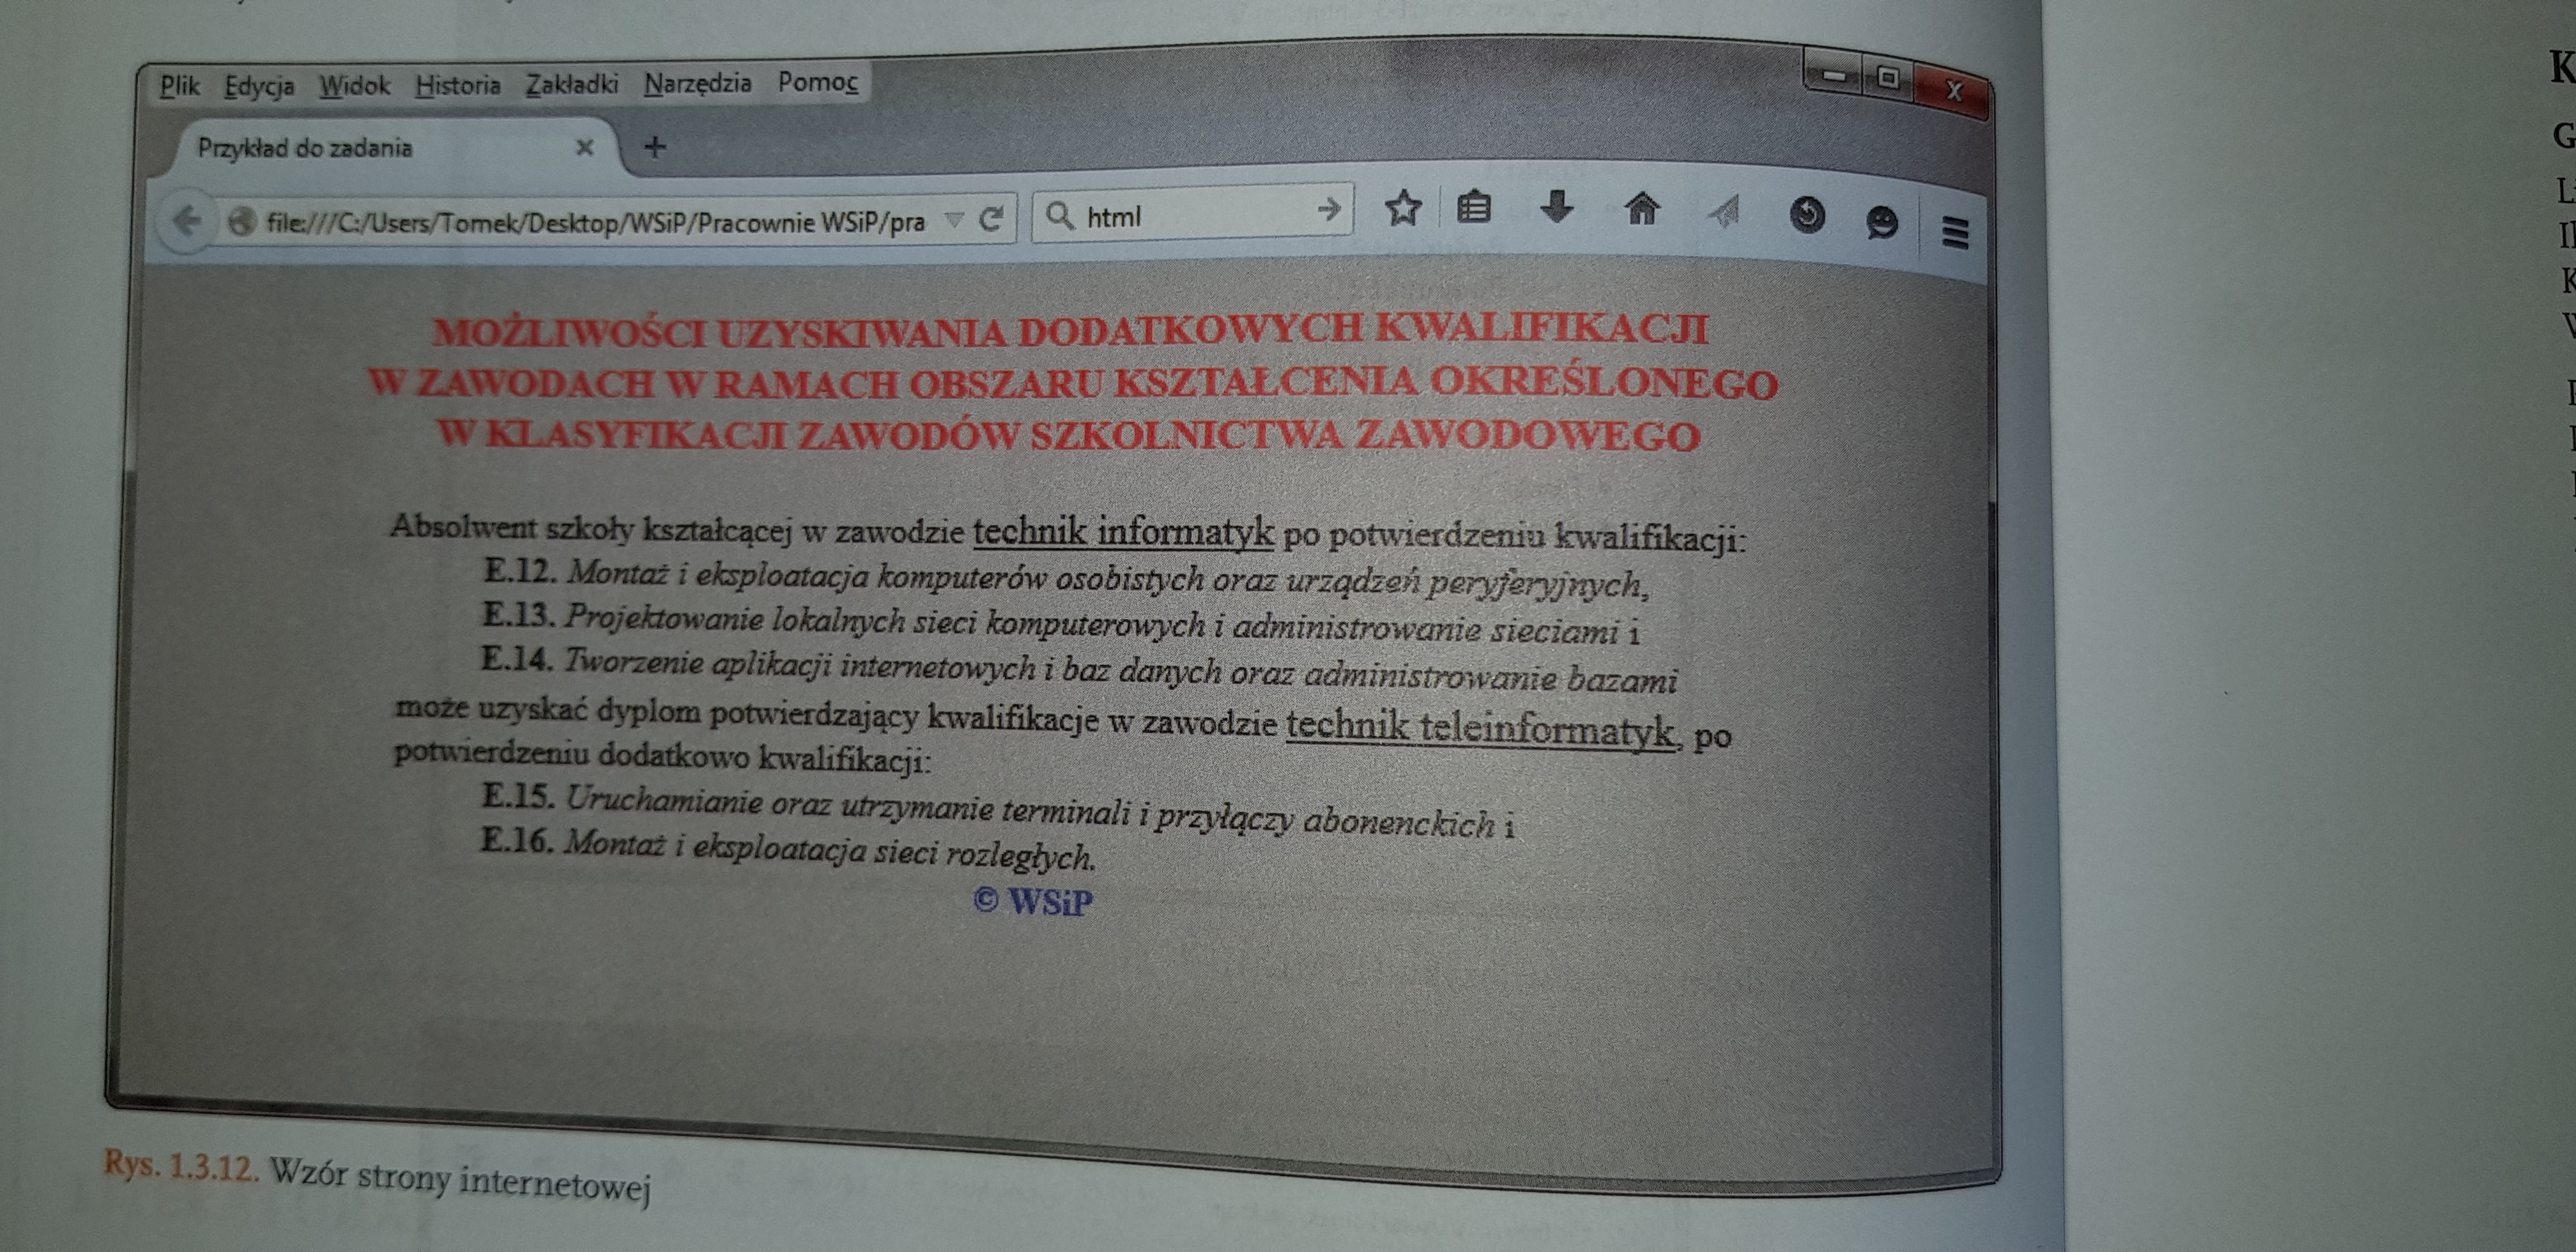 Plik Edycja Widok Historia Zakładki Narzędzia Pomoc
Przykład do zadania × +
file:///C:/Users/Tomek/Desktop/WSiP/Pracownie WSiP/pra
html
MOŻLIWOŚCI UZYSKIWANIA DODATKOWYCH KWALIFIKACJI
W ZAWODACH W RAMACH OBSZARU KSZTAŁCENIA OKREŚLONEGO
W KLASYFIKACJI ZAWODÓW SZKOLNICTWA ZAWODOWEGO
Absolwent szkoły kształcącej w zawodzie technik informatyk po potwierdzeniu kwalifikacji:
E.12. Montaż i eksploatacja komputerów osobistych oraz urządzeń peryferyjnych,
E.13. Projektowanie lokalnych sieci komputerowych i administrowanie sieciami i
E.14. Tworzenie aplikacji internetowych i baz danych oraz administrowanie bazami
może uzyskać dyplom potwierdzający kwalifikacje w zawodzie technik teleinformatyk, po
potwierdzeniu dodatkowo kwalifikacji:
E.15. Uruchamianie oraz utrzymanie terminali i przyłączy abonenckich i
E.16. Montaż i eksploatacja sieci rozległych.
© WSiP
Rys. 1.3.12. Wzór strony internetowej